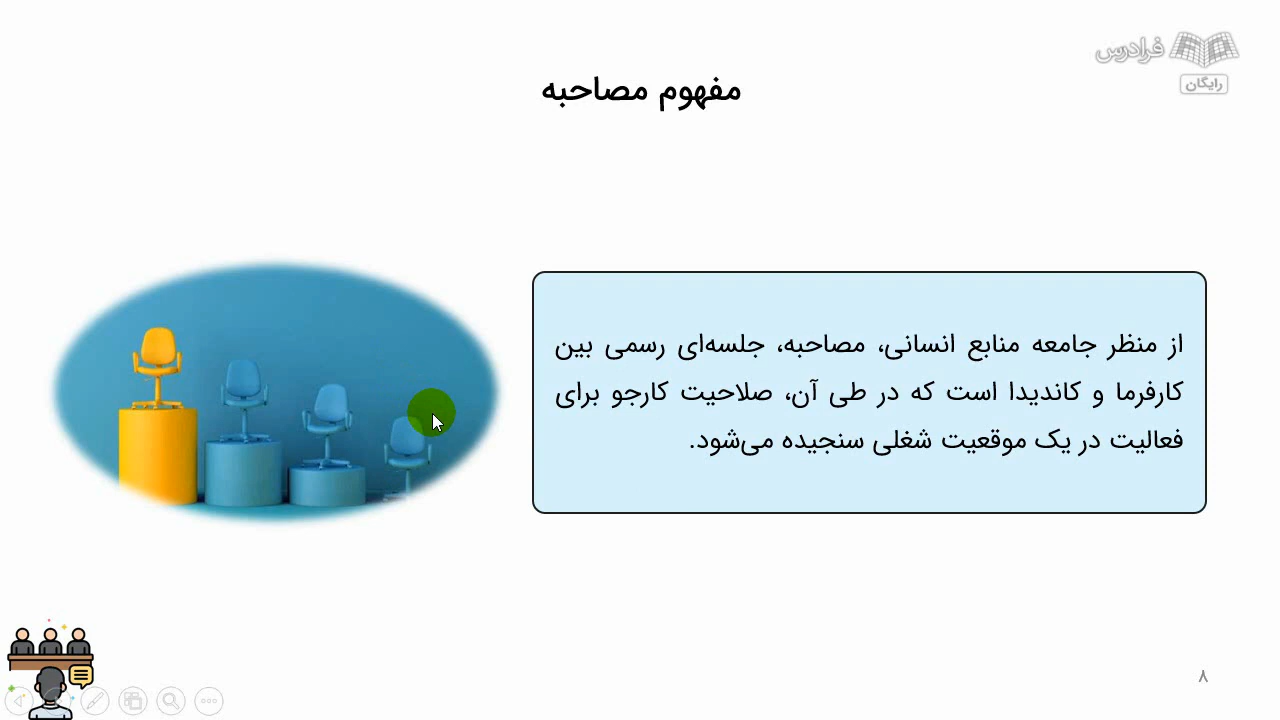 فرادرس
رایگان
مفهوم مصاحبه
از منظر جامعه منابع انسانی، مصاحبه، جلسه‌ای رسمی بین
کارفرما و کاندیدا است که در طی آن، صلاحیت کارجو برای
فعالیت در یک موقعیت شغلی سنجیده می‌شود.
۸